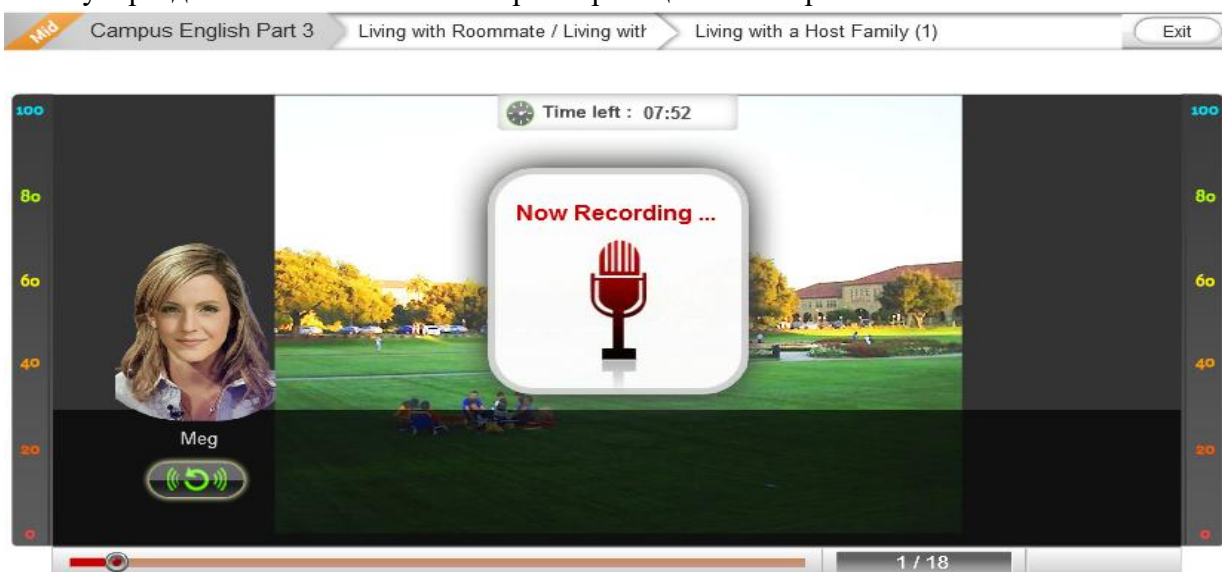 Mid Campus English Part 3 Living with Roommate / Living with Living with a Host Family (1) Exit
Time left : 07:52
100 100
Now Recording ...
80 80
60 60
40 40
Meg
20 20
0 0
1 / 18